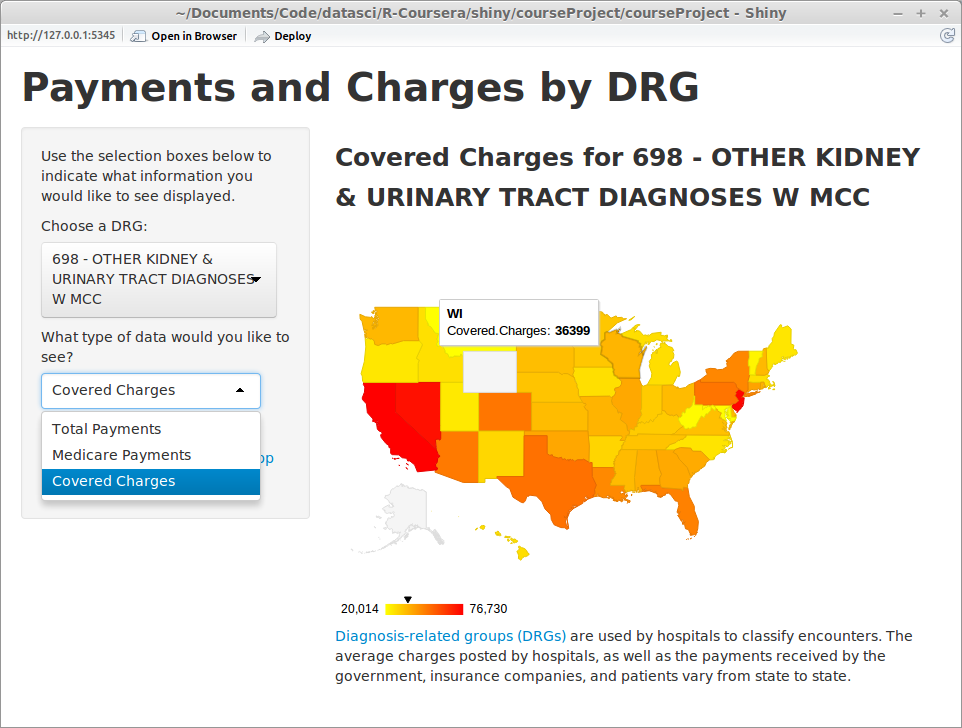 ~/Documents/Code/datasci/R-Coursera/shiny/courseProject/courseProject - Shiny
http://127.0.0.1:5345 Open in Browser Deploy
Payments and Charges by DRG
Use the selection boxes below to
indicate what information you
would like to see displayed.
Choose a DRG:
698 - OTHER KIDNEY &
URINARY TRACT DIAGNOSES
W MCC
What type of data would you like to
see?
Covered Charges
Total Payments
Medicare Payments
Covered Charges
Covered Charges for 698 - OTHER KIDNEY
& URINARY TRACT DIAGNOSES W MCC
WI
Covered.Charges: 36399
20,014 76,730
Diagnosis-related groups (DRGs) are used by hospitals to classify encounters. The
average charges posted by hospitals, as well as the payments received by the
government, insurance companies, and patients vary from state to state.